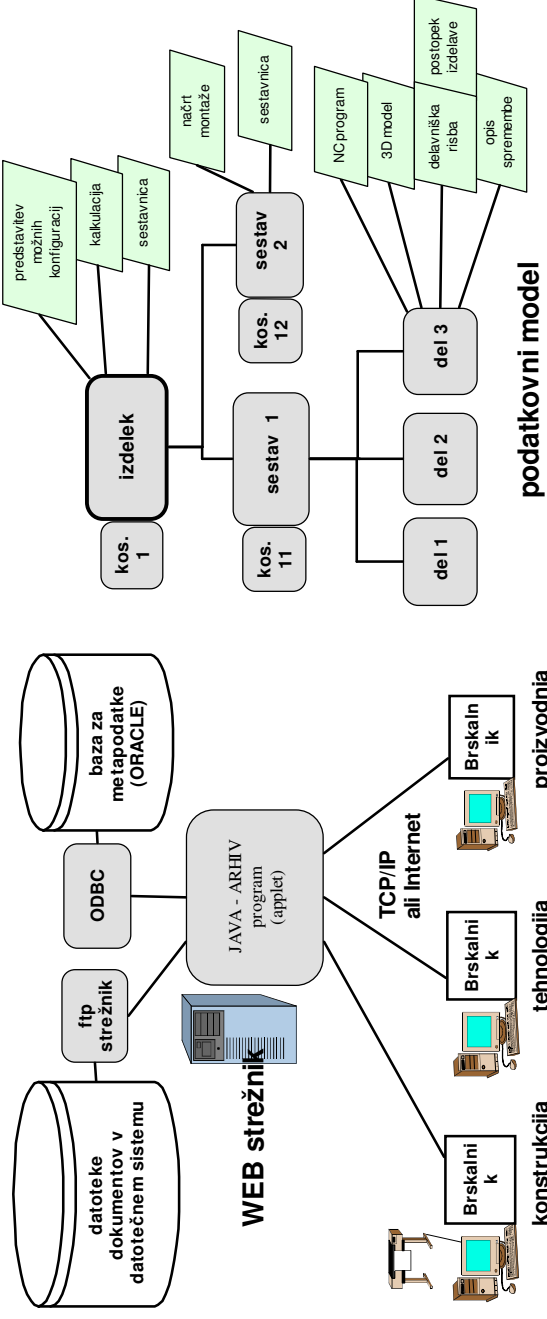 datoteke
dokumentov v
datotečnem sistemu
ftp
strežnik
ODBC
baza za
metapodatke
(ORACLE)
WEB strežnik
JAVA - ARHIV
program
(applet)
TCP/IP
ali Internet
Brskalni
k
Brskalni
k
Brskaln
ik
konstrukcija
tehnologija
proizvodnja
kos.
1
izdelek
predstavitev
možnih
konfiguracij
kalkulacija
sestavnica
kos.
11
sestav 1
kos.
12
sestav
2
načrt
montaže
sestavnica
del 1
del 2
del 3
NC program
3D model
delavniška
risba
postopek
izdelave
opis
spremembe
podatkovni model